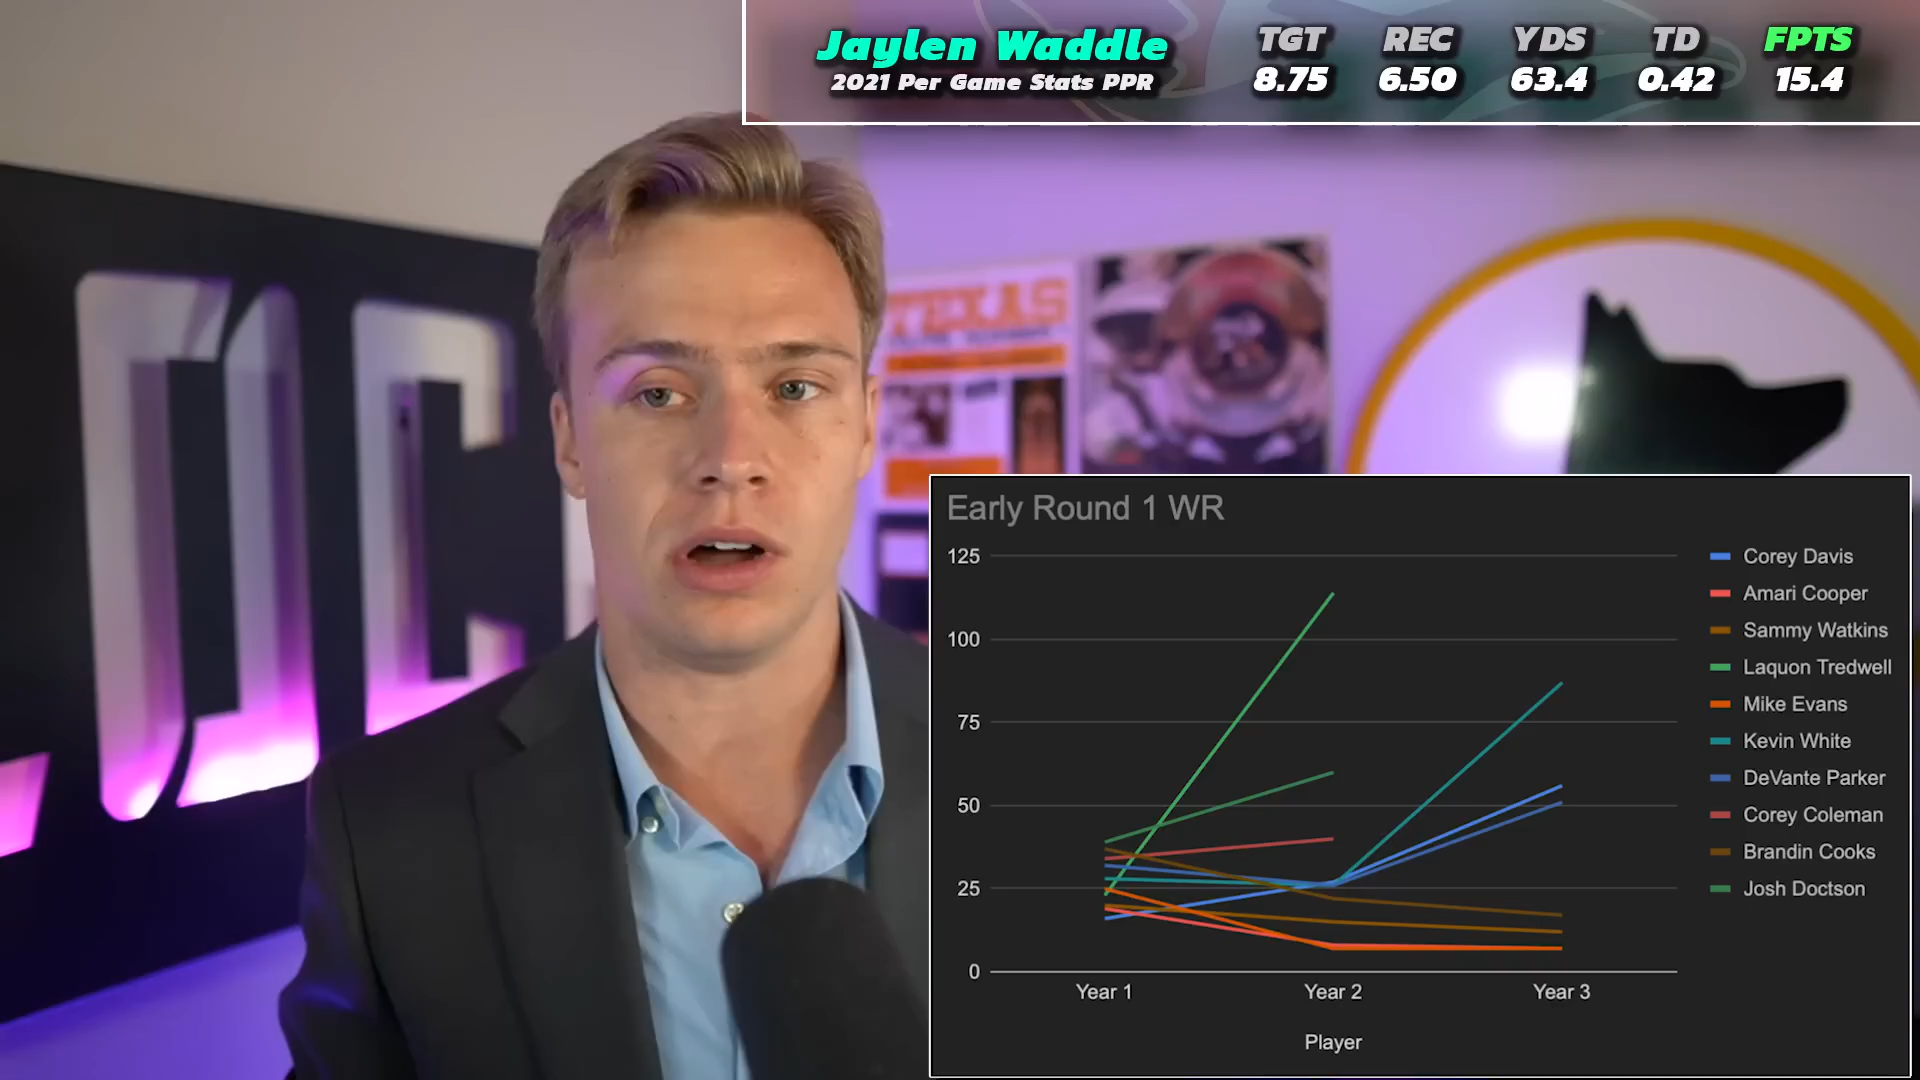 Jaylen Waddle
2021 Per Game Stats PPR
TGT REC YDS TD FPTS
8.75 6.50 63.4 0.42 15.4
TEXAS
Early Round 1 WR
125
100
75
50
25
0
Year 1 Year 2 Year 3
Player
Corey Davis
Amari Cooper
Sammy Watkins
Laquon Tredwell
Mike Evans
Kevin White
DeVante Parker
Corey Coleman
Brandin Cooks
Josh Doctson